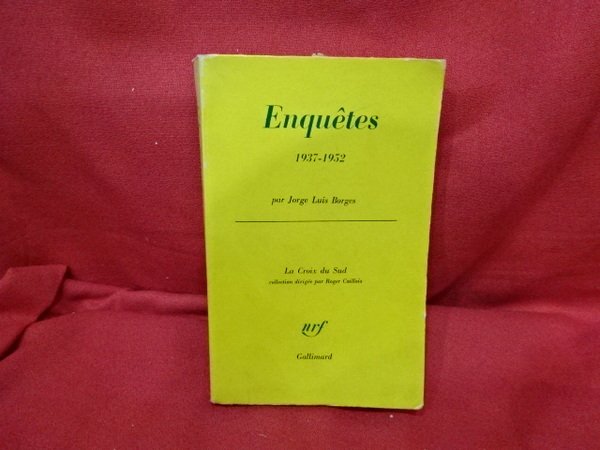 Enquêtes
1937-1952
par Jorge Luis Borges
La Croix du Sud
collection dirigée par Roger Caillois
nrf
Gallimard